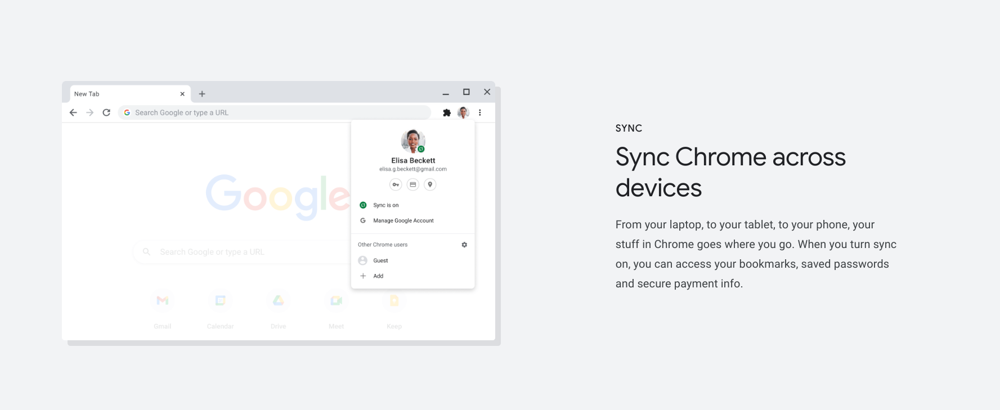 New Tab
Search Google or type a URL
Elisa Beckett
elisa.g.beckett@gmail.com
Sync is on
Manage Google Account
Other Chrome users
Guest
Add
Google
Search Google or type a URL
Gmail
Calendar
Drive
Meet
Keep
SYNC
Sync Chrome across
devices
From your laptop, to your tablet, to your phone, your
stuff in Chrome goes where you go. When you turn sync
on, you can access your bookmarks, saved passwords
and secure payment info.